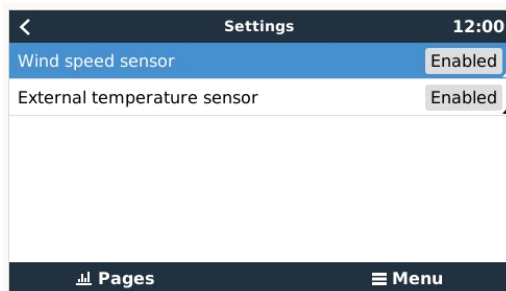 Settings 12:00
Wind speed sensor Enabled
External temperature sensor Enabled
Pages Menu